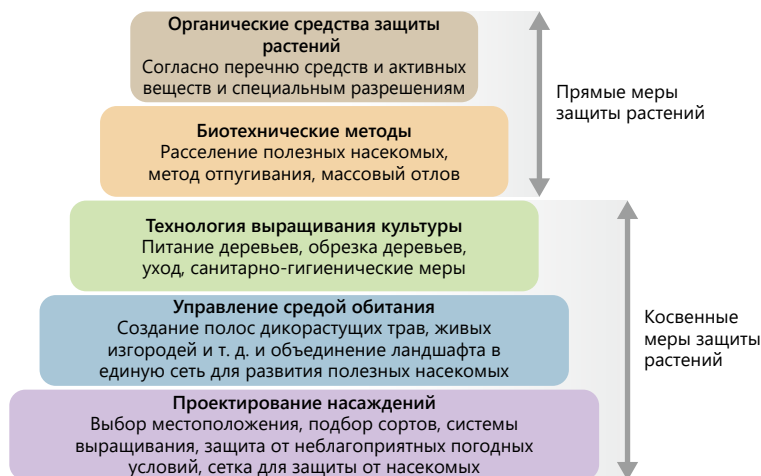 Органические средства защиты
растений
Согласно перечню средств и активных
веществ и специальным разрешениям
Прямые меры
защиты растений
Биотехнические методы
Расселение полезных насекомых,
метод отпугивания, массовый отлов
Технология выращивания культуры
Питание деревьев, обрезка деревьев,
уход, санитарно-гигиенические меры
Управление средой обитания
Создание полос дикорастущих трав, живых
изгородей и т. д. и объединение ландшафта в
единую сеть для развития полезных насекомых
Косвенные
меры защиты
растений
Проектирование насаждений
Выбор местоположения, подбор сортов, системы
выращивания, защита от неблагоприятных погодных
условий, сетка для защиты от насекомых